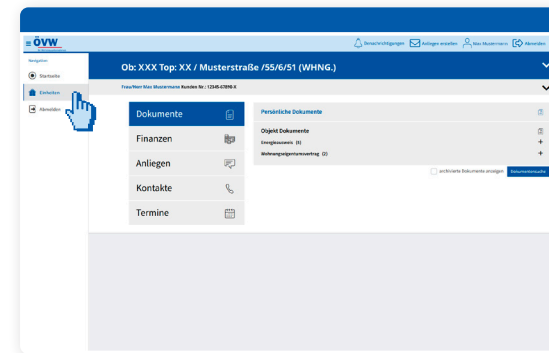 ÖVW
Benachrichtigungen Anliegen erstellen Max Mustermann Abmelden
Navigation
Startseite
Einheiten
Abmelden
Ob: XXX Top: XX / Musterstraße /55/6/51 (WHNG.)
Frau/Herr Max Mustermann Kunden Nr.: 12345-67890-X
Dokumente
Finanzen
Anliegen
Kontakte
Termine
Persönliche Dokumente
Objekt Dokumente
Energieausweis (3)
Wohnungseigentumsvertrag (2)
archivierte Dokumente anzeigen Dokumentensuche